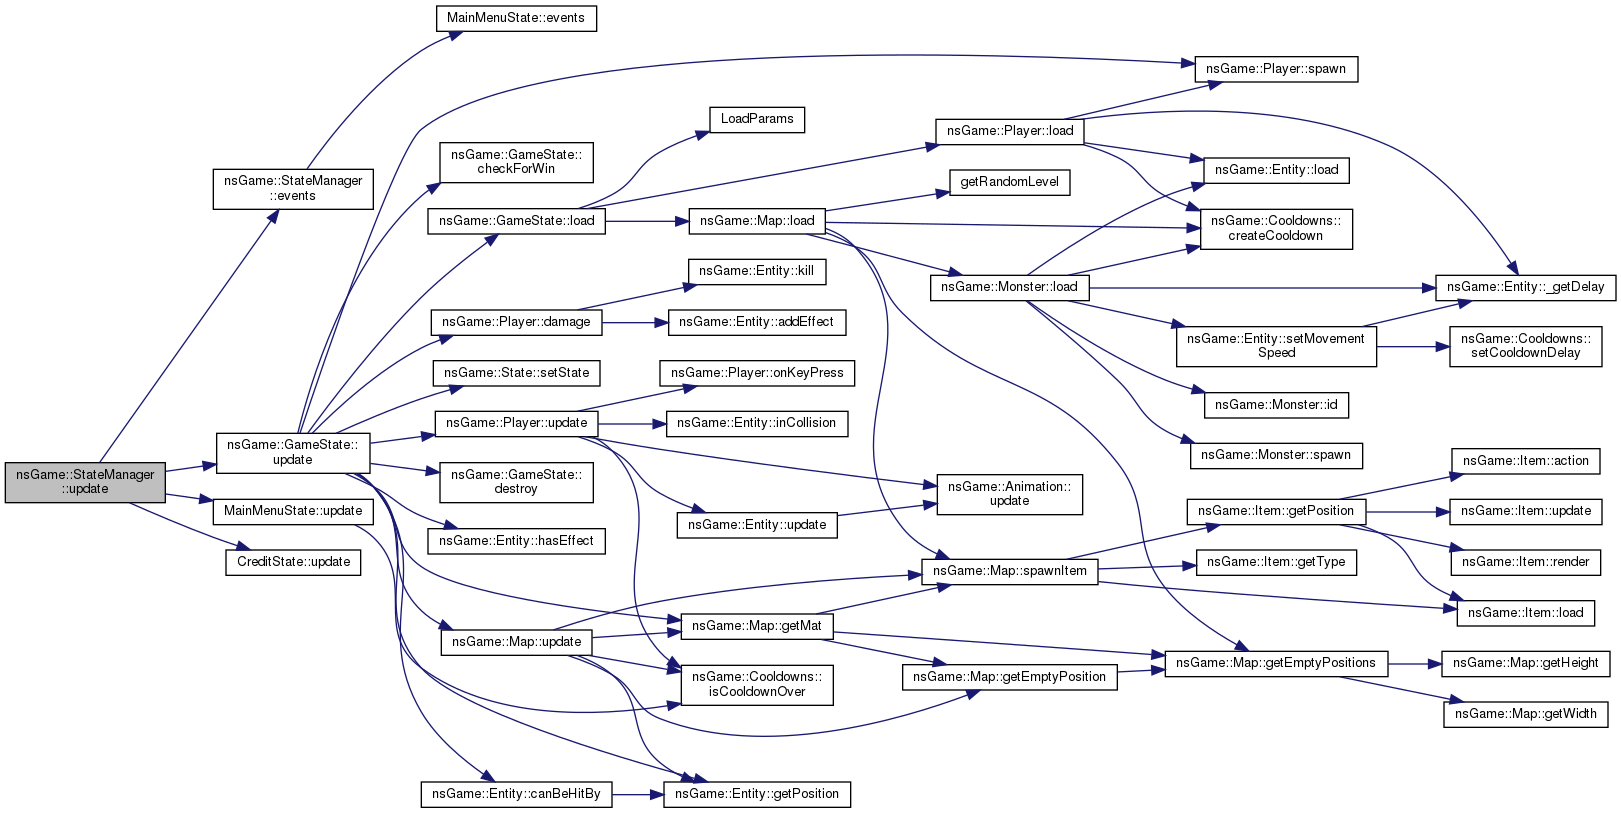 MainMenuState::events
nsGame::Player::spawn
LoadParams
nsGame::Player::load
nsGame::GameState::
checkForWin
nsGame::Entity::load
nsGame::StateManager
::events
getRandomLevel
nsGame::GameState::load
nsGame::Map::load
nsGame::Cooldowns::
createCooldown
nsGame::Entity::kill
nsGame::Monster::load
nsGame::Entity::_getDelay
nsGame::Player::damage
nsGame::Entity::addEffect
nsGame::Entity::setMovement
Speed
nsGame::Cooldowns::
setCooldownDelay
nsGame::State::setState
nsGame::Player::onKeyPress
nsGame::Monster::id
nsGame::Player::update
nsGame::Entity::inCollision
nsGame::GameState::
update
nsGame::Monster::spawn
nsGame::Item::action
nsGame::StateManager
::update
nsGame::GameState::
destroy
nsGame::Animation::
update
MainMenuState::update
nsGame::Entity::update
nsGame::Item::getPosition
nsGame::Item::update
nsGame::Entity::hasEffect
CreditState::update
nsGame::Map::spawnItem
nsGame::Item::getType
nsGame::Item::render
nsGame::Item::load
nsGame::Map::update
nsGame::Map::getMat
nsGame::Cooldowns::
isCooldownOver
nsGame::Map::getEmptyPosition
nsGame::Map::getEmptyPositions
nsGame::Map::getHeight
nsGame::Map::getWidth
nsGame::Entity::canBeHitBy
nsGame::Entity::getPosition